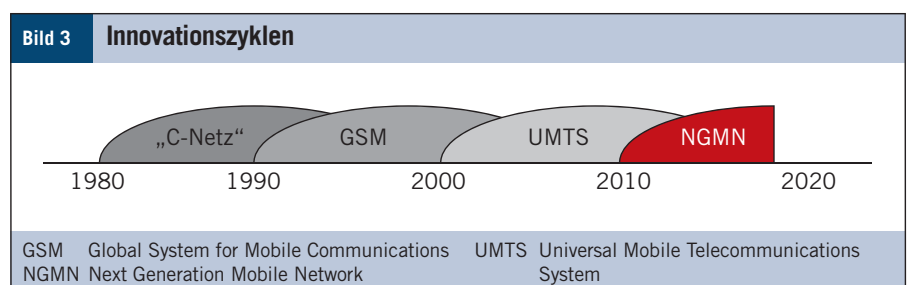 Bild 3 Innovationszyklen
„C-Netz“ GSM UMTS NGMN
1980 1990 2000 2010 2020
GSM Global System for Mobile Communications UMTS Universal Mobile Telecommunications
NGMN Next Generation Mobile Network System